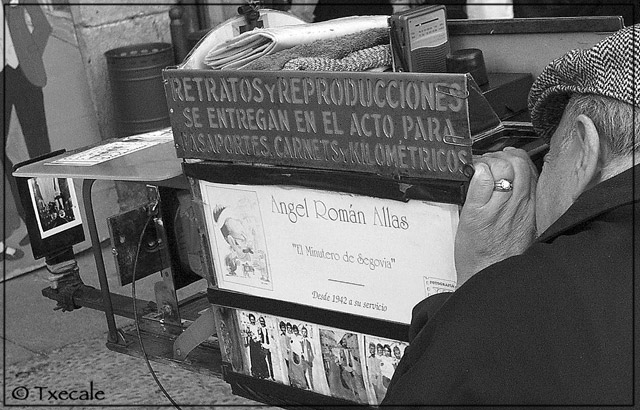 RETRATOS Y REPRODUCCIONES
SE ENTREGAN EN EL ACTO PARA
PASAPORTES CARNETS Y KILOMÉTRICOS
Angel Román Allas
"El Minutero de Segovia"
Desde 1942 a su servicio
© Txecale